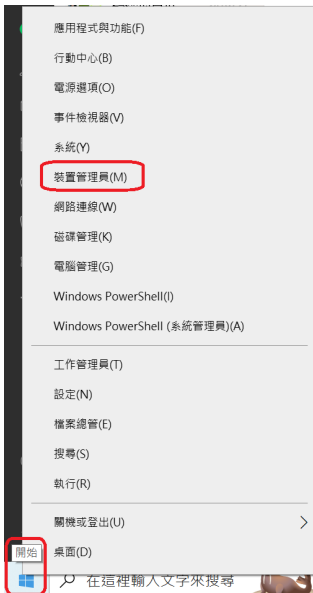 應用程式與功能(F)
行動中心(B)
電源選項(O)
事件檢視器(V)
系統(Y)
裝置管理員(M)
網路連線(W)
磁碟管理(K)
電腦管理(G)
Windows PowerShell(I)
Windows PowerShell (系統管理員)(A)
工作管理員(T)
設定(N)
檔案總管(E)
搜尋(S)
執行(R)
關機或登出(U)
桌面(D)
開始
在這裡輸入文字來搜尋